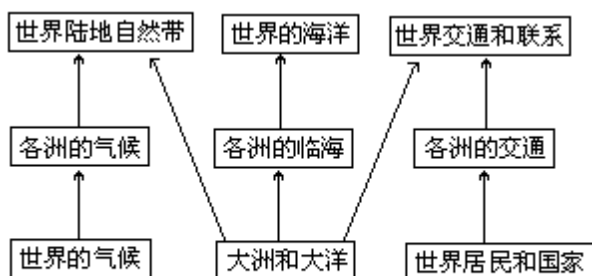 世界陆地自然带 世界的海洋 世界交通和联系
各洲的气候 各洲的临海 各洲的交通
世界的气候 大洲和大洋 世界居民和国家